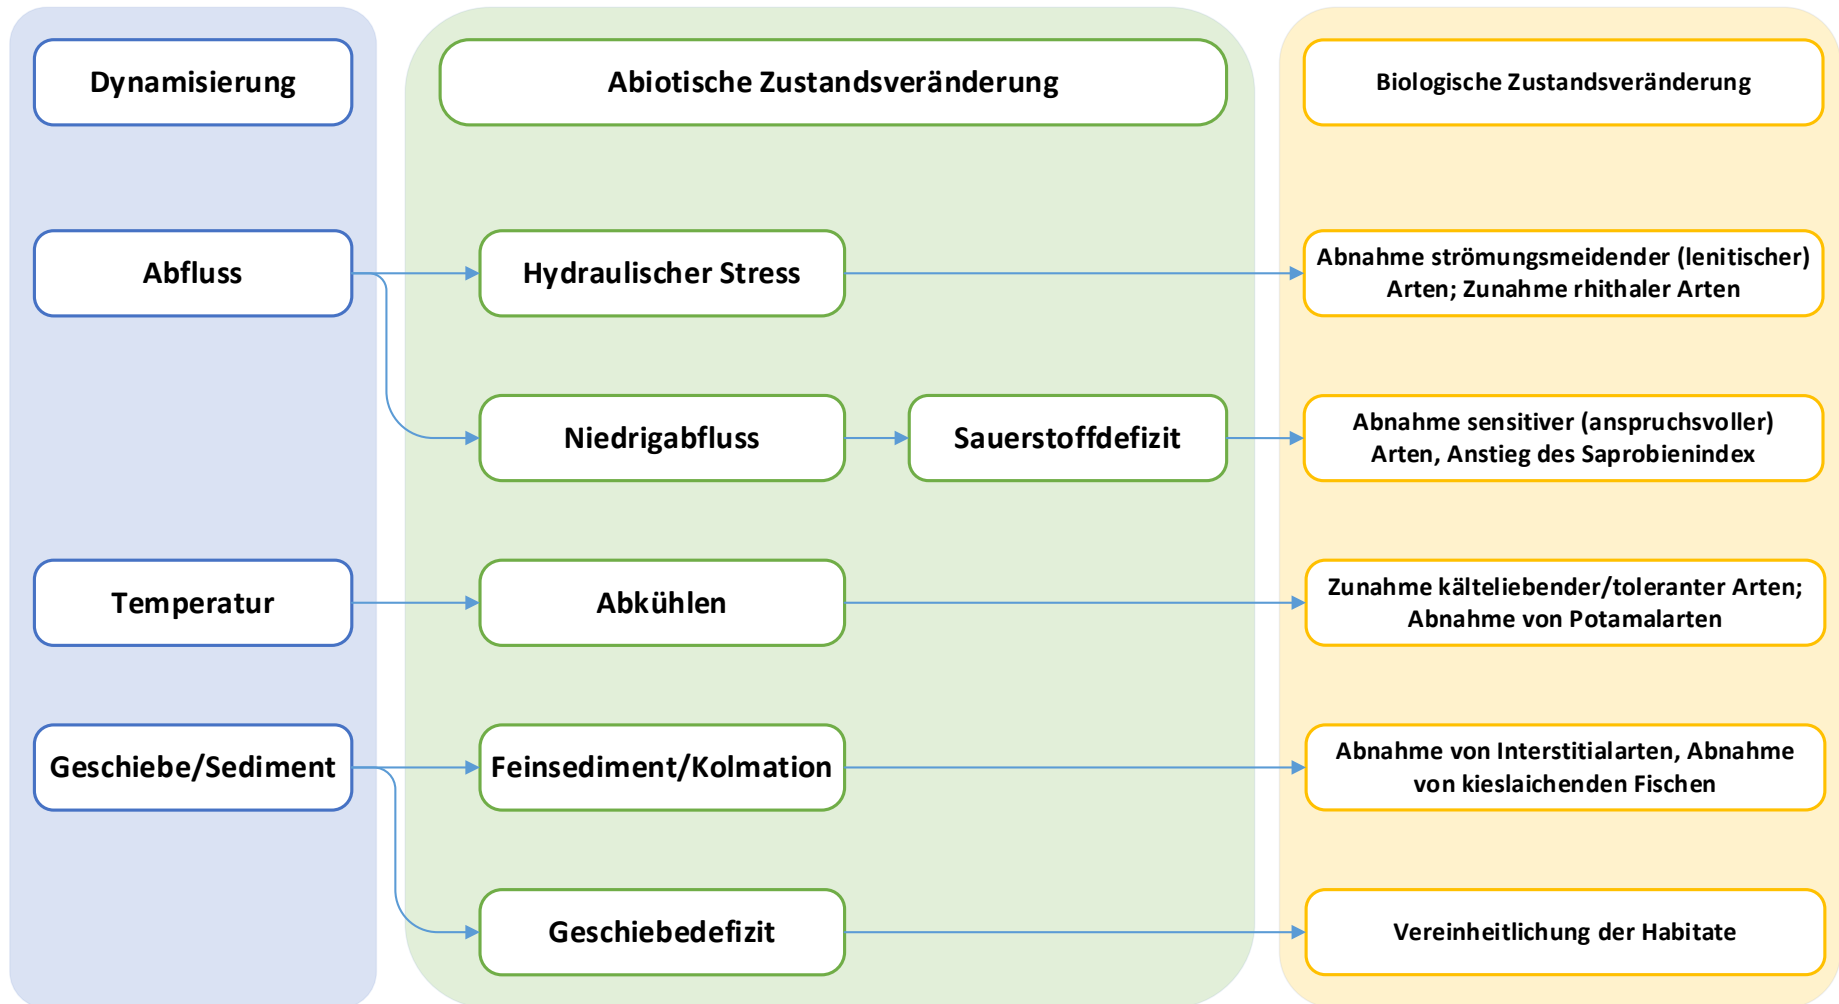 Dynamisierung
Abiotische Zustandsveränderung
Biologische Zustandsveränderung
Abfluss
Hydraulischer Stress
Abnahme strömungsmeidender (lenitischer)
Arten; Zunahme rhithaler Arten
Niedrigabfluss
Sauerstoffdefizit
Abnahme sensitiver (anspruchsvoller)
Arten, Anstieg des Saprobienindex
Temperatur
Abkühlen
Zunahme kälteliebender/toleranter Arten;
Abnahme von Potamalarten
Geschiebe/Sediment
Feinsediment/Kolmation
Abnahme von Interstitialarten, Abnahme
von kieslaichenden Fischen
Geschiebedefizit
Vereinheitlichung der Habitate